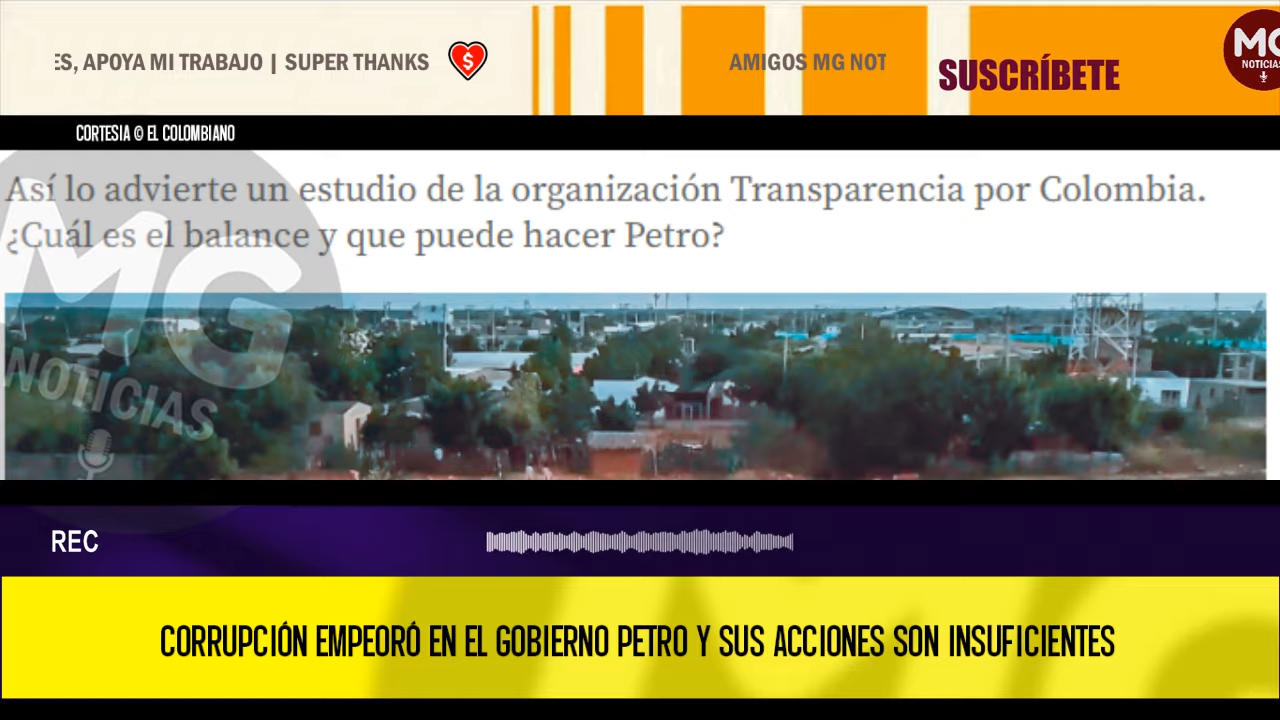 ES, APOYA MI TRABAJO | SUPER THANKS
$
AMIGOS MG NOT
SUSCRÍBETE
MG
NOTICIAS
CORTESIA © EL COLOMBIANO
Así lo advierte un estudio de la organización Transparencia por Colombia.
¿Cuál es el balance y que puede hacer Petro?
MG
NOTICIAS
REC
CORRUPCIÓN EMPEORÓ EN EL GOBIERNO PETRO Y SUS ACCIONES SON INSUFICIENTES